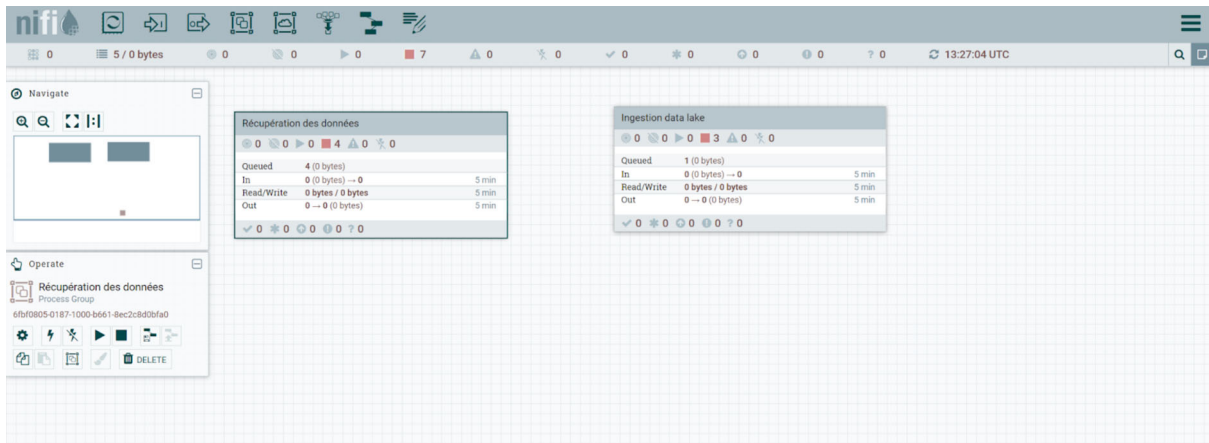 nifi
0 5 / 0 bytes 0 0 0 7 0 0 0 0 0 0 ? 0 13:27:04 UTC
Navigate
Récupération des données
0 0 0 4 0 0
Queued 4 (0 bytes)
In 0 (0 bytes) → 0 5 min
Read/Write 0 bytes / 0 bytes 5 min
Out 0 → 0 (0 bytes) 5 min
0 0 0 0 ? 0
Ingestion data lake
0 0 0 3 0 0
Queued 1 (0 bytes)
In 0 (0 bytes) → 0 5 min
Read/Write 0 bytes / 0 bytes 5 min
Out 0 → 0 (0 bytes) 5 min
0 0 0 0 ? 0
Operate
Récupération des données
Process Group
6fbf0805-0187-1000-b661-8ec2c8d0bfa0
DELETE